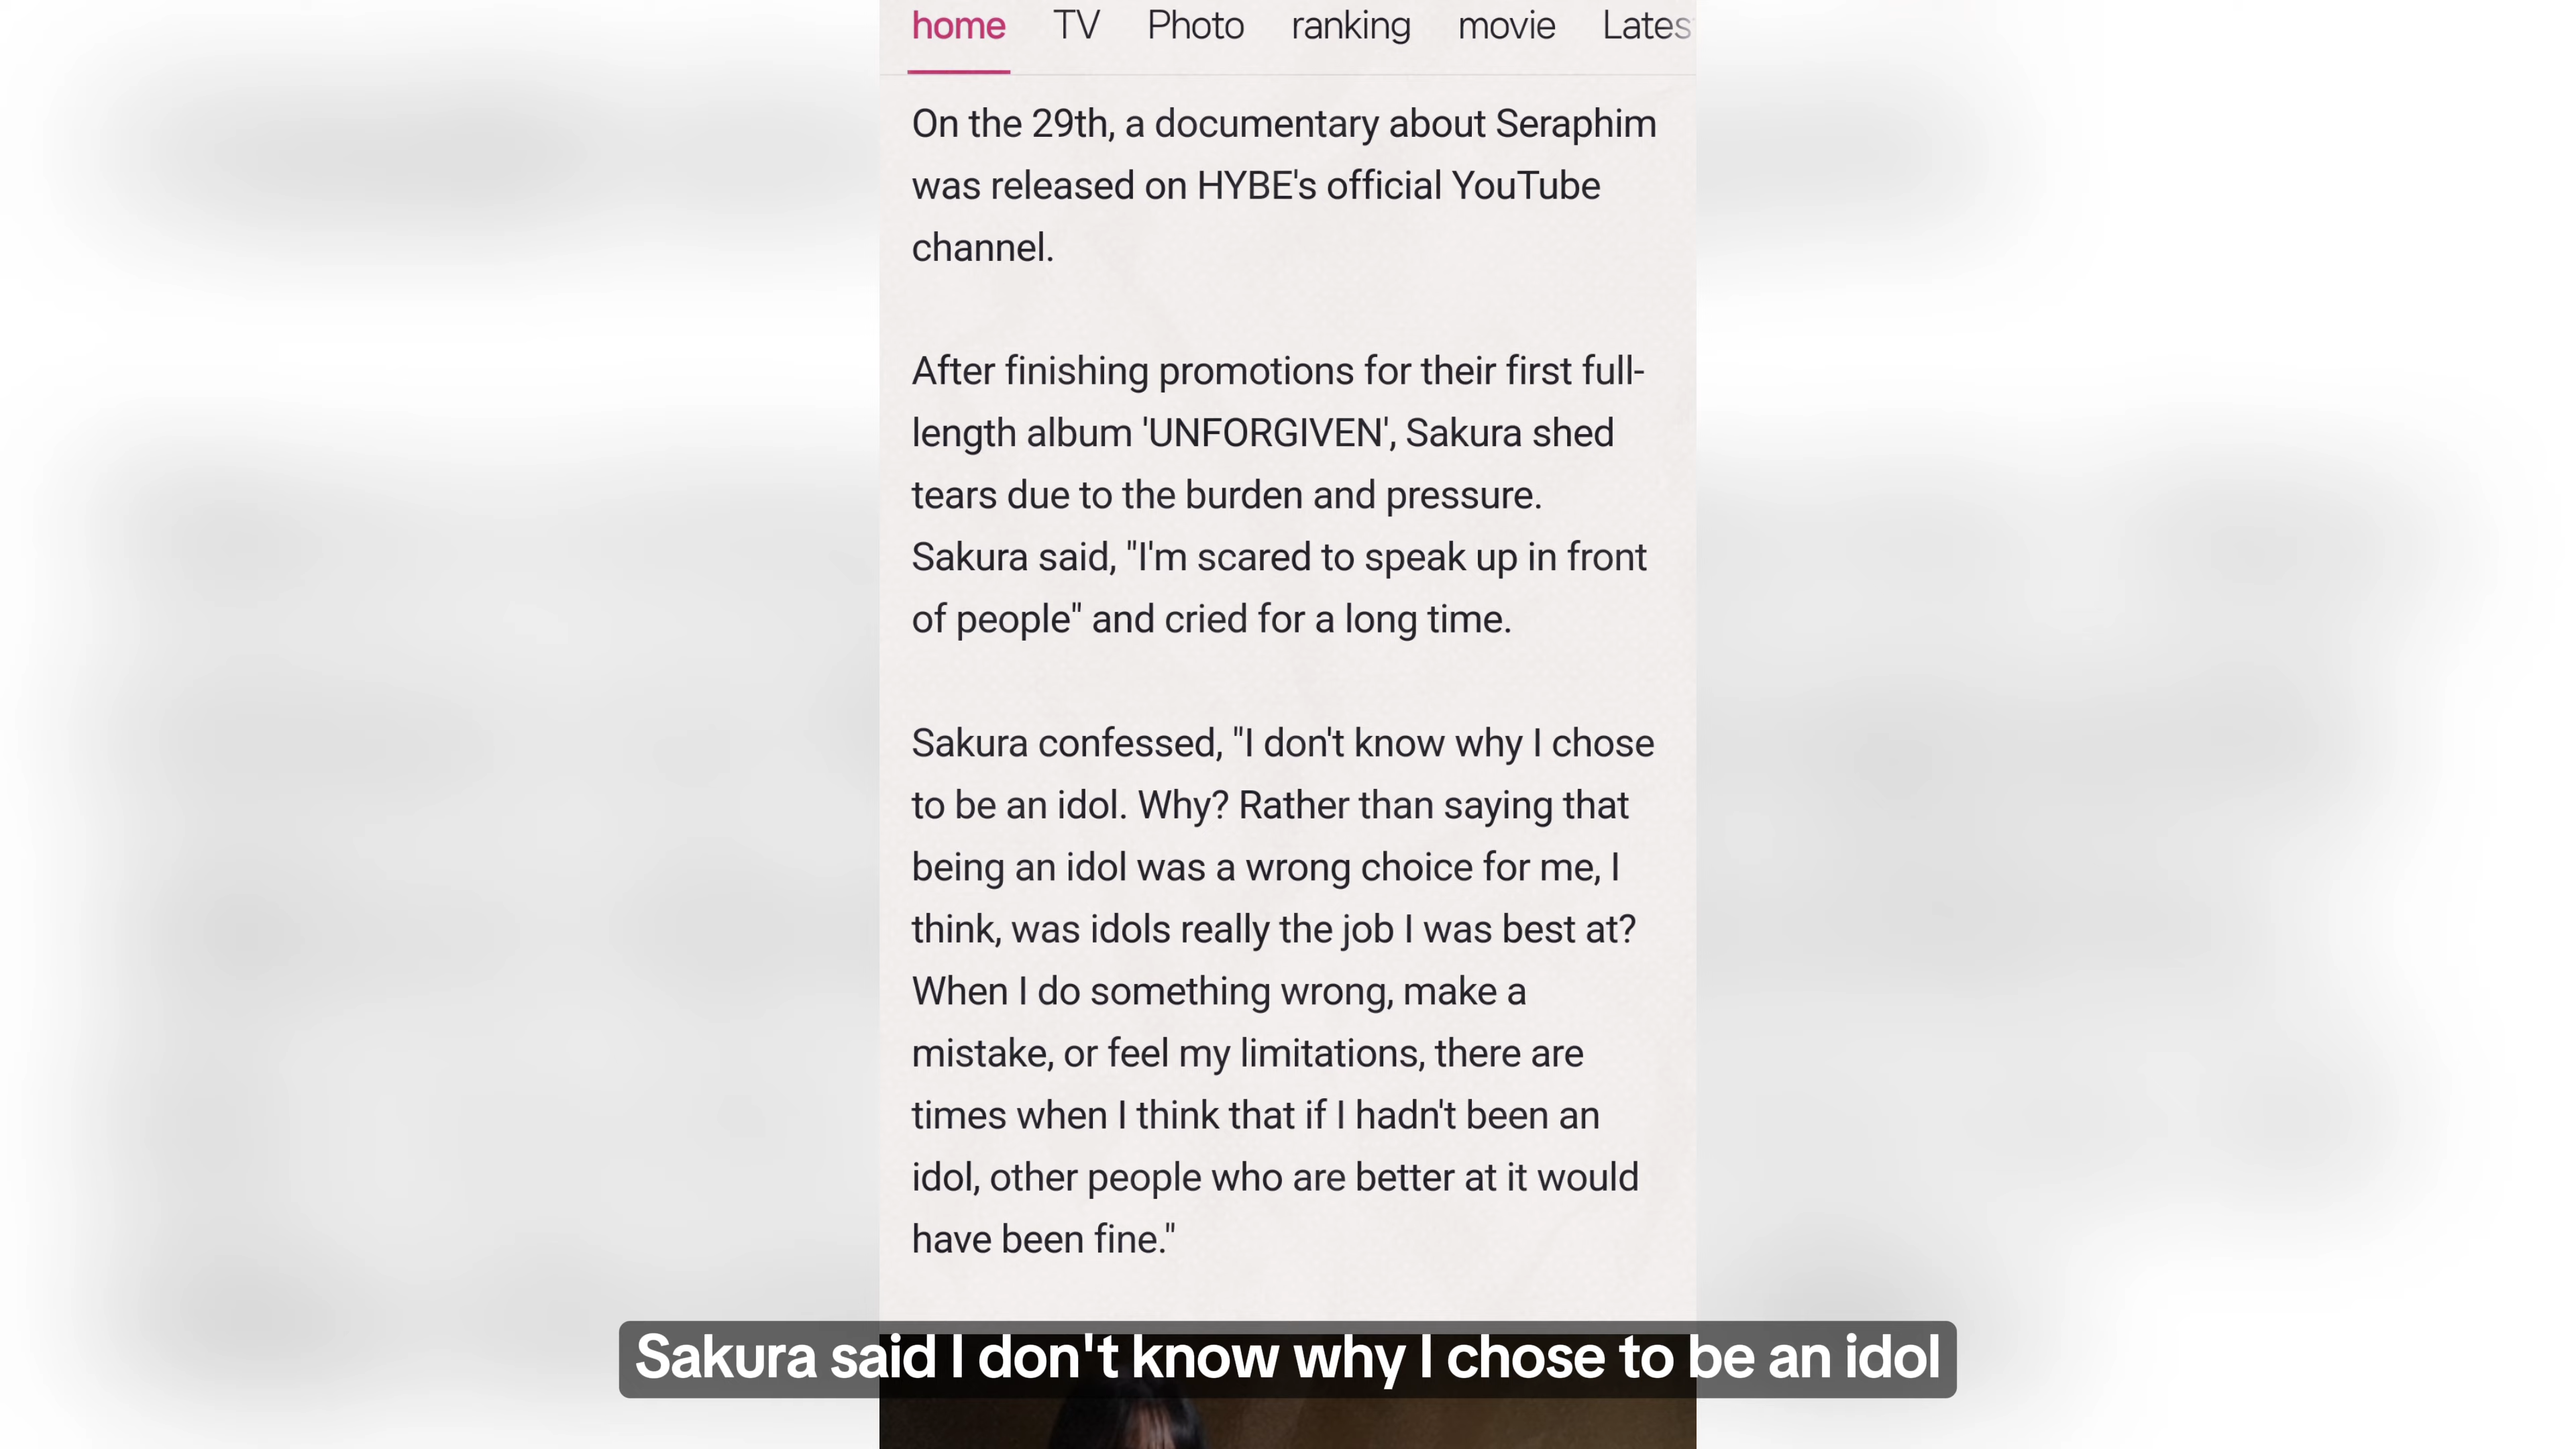 home TV Photo ranking movie Lates
On the 29th, a documentary about Seraphim
was released on HYBE's official YouTube
channel.
After finishing promotions for their first full-
length album 'UNFORGIVEN', Sakura shed
tears due to the burden and pressure.
Sakura said, "I'm scared to speak up in front
of people" and cried for a long time.
Sakura confessed, "I don't know why I chose
to be an idol. Why? Rather than saying that
being an idol was a wrong choice for me, I
think, was idols really the job I was best at?
When I do something wrong, make a
mistake, or feel my limitations, there are
times when I think that if I hadn't been an
idol, other people who are better at it would
have been fine."
Sakura said I don't know why I chose to be an idol